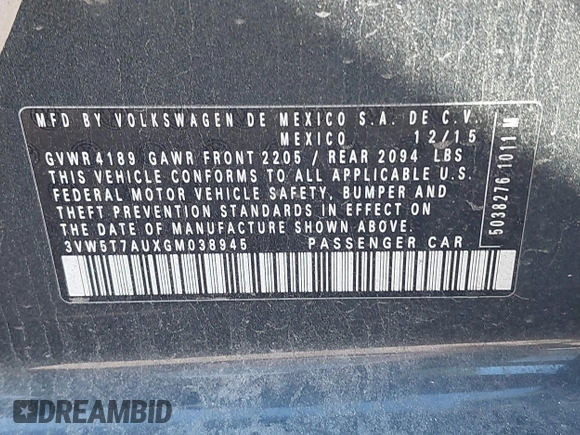 MFD BY VOLKSWAGEN DE MEXICO S.A. DE C.V.
MEXICO 12/15
GVWR 4189 GAWR FRONT 2205 / REAR 2094 LBS
THIS VEHICLE CONFORMS TO ALL APPLICABLE U.S.
FEDERAL MOTOR VEHICLE SAFETY, BUMPER AND
THEFT PREVENTION STANDARDS IN EFFECT ON
THE DATE OF MANUFACTURE SHOWN ABOVE.
3VW5T7AUXGM038945 PASSENGER CAR
5038276 1011 M
DREAMBID